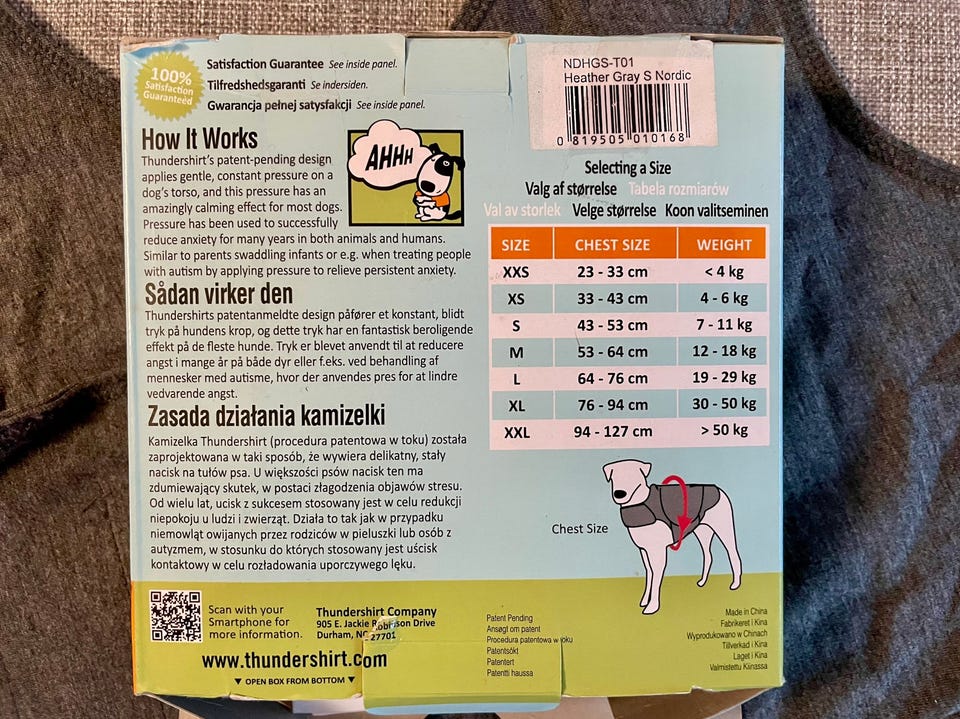 100%
Satisfaction
Guaranteed
Satisfaction Guarantee See inside panel.
Tilfredshedsgaranti Se indersiden.
Gwarancja pełnej satysfakcji See inside panel.
NDHGS-T01
Heather Gray S Nordic
0 819505 010168
How It Works
Thundershirt's patent-pending design
applies gentle, constant pressure on a
dog's torso, and this pressure has an
amazingly calming effect for most dogs.
Pressure has been used to successfully
reduce anxiety for many years in both animals and humans.
Similar to parents swaddling infants or e.g. when treating people
with autism by applying pressure to relieve persistent anxiety.
AHHH
Sådan virker den
Thundershirts patentanmeldte design påfører et konstant, blidt
tryk på hundens krop, og dette tryk har en fantastisk beroligende
effekt på de fleste hunde. Tryk er blevet anvendt til at reducere
angst i mange år på både dyr eller f.eks. ved behandling af
mennesker med autisme, hvor der anvendes pres for at lindre
vedvarende angst.
Zasada działania kamizelki
Kamizelka Thundershirt (procedura patentowa w toku) została
zaprojektowana w taki sposób, że wywiera delikatny, stały
nacisk na tułów psa. U większości psów nacisk ten ma
zdumiewający skutek, w postaci złagodzenia objawów stresu.
Od wielu lat, ucisk z sukcesem stosowany jest w celu redukcji
niepokoju u ludzi i zwierząt. Działa to tak jak w przypadku
niemowląt owijanych przez rodziców w pieluszki lub osób z
autyzmem, w stosunku do których stosowany jest uścisk
kontaktowy w celu rozładowania uporczywego lęku.
Selecting a Size
Valg af størrelse Tabela rozmiarów
Val av storlek Velge størrelse Koon valitseminen
SIZE CHEST SIZE WEIGHT
XXS 23 - 33 cm < 4 kg
XS 33 - 43 cm 4 - 6 kg
S 43 - 53 cm 7 - 11 kg
M 53 - 64 cm 12 - 18 kg
L 64 - 76 cm 19 - 29 kg
XL 76 - 94 cm 30 - 50 kg
XXL 94 - 127 cm > 50 kg
Chest Size
Scan with your
Smartphone for
more information.
Thundershirt Company
905 E. Jackie Robinson Drive
Durham, NC 27701
www.thundershirt.com
▼ OPEN BOX FROM BOTTOM ▼
Patent Pending
Ansøgt om patent
Procedura patentowa w toku
Patentsökt
Patentert
Patentti haussa
Made in China
Fabrikeret i Kina
Wyprodukowano w Chinach
Tillverkad i Kina
Laget i Kina
Valmistettu Kiinassa